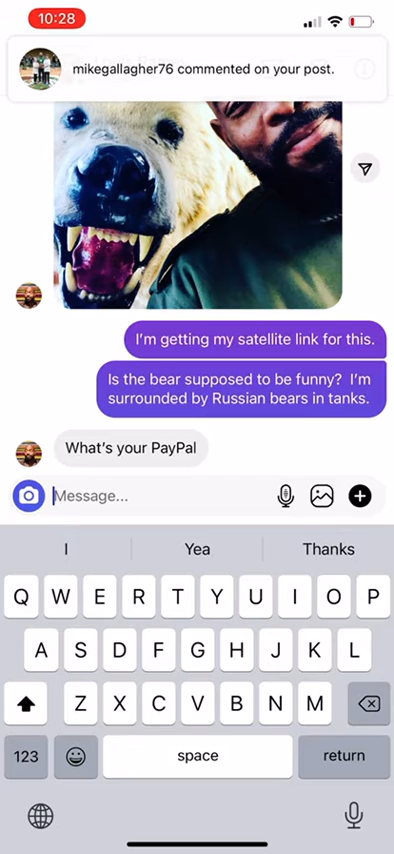 10:28
mikegallagher76 commented on your post.
I'm getting my satellite link for this.
Is the bear supposed to be funny?  I'm
surrounded by Russian bears in tanks.
What's your PayPal
Message...
I Yea Thanks
Q W E R T Y U I O P
A S D F G H J K L
Z X C V B N M
123 space return